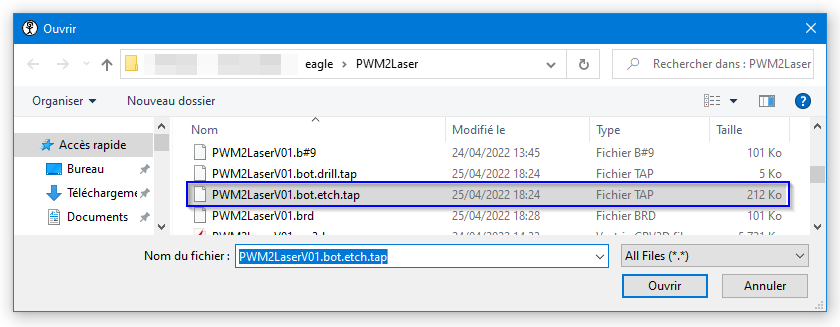 Ouvrir
eagle › PWM2Laser
Rechercher dans : PWM2Laser
Organiser Nouveau dossier
Nom Modifié le Type Taille
Accès rapide
Bureau
Téléchargeme
Documents
PWM2LaserV01.b#9 24/04/2022 13:45 Fichier B#9 101 Ko
PWM2LaserV01.bot.drill.tap 25/04/2022 18:24 Fichier TAP 5 Ko
PWM2LaserV01.bot.etch.tap 25/04/2022 18:24 Fichier TAP 212 Ko
PWM2LaserV01.brd 25/04/2022 18:28 Fichier BRD 101 Ko
Nom du fichier : PWM2LaserV01.bot.etch.tap All Files (*.*)
Ouvrir Annuler